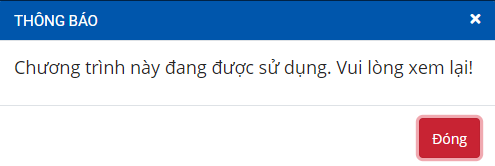 THÔNG BÁO
Chương trình này đang được sử dụng. Vui lòng xem lại!
Đóng